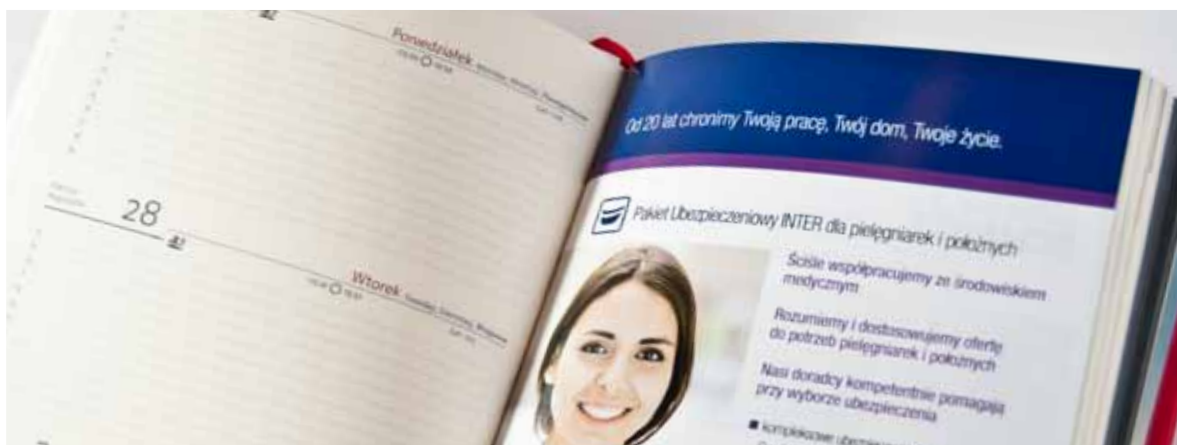 Poniedziałek
28
Wtorek
Od 20 lat chronimy Twoją pracę, Twój dom, Twoje życie.
Pakiet Ubezpieczeniowy INTER dla pielęgniarek i położnych
Ściśle współpracujemy ze środowiskiem
medycznym
Rozumiemy i dostosowujemy ofertę
do potrzeb pielęgniarek i położnych
Nasi doradcy kompetentnie pomagają
przy wyborze ubezpieczenia
■ kompleksowe